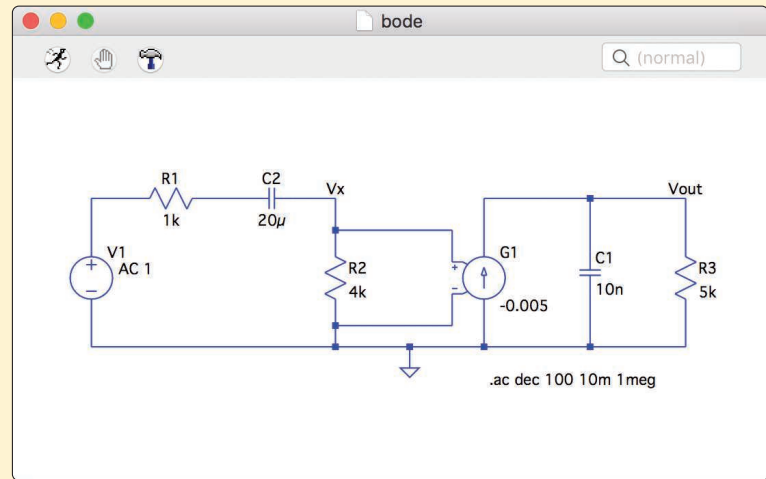 bode
(normal)
R1
1k
C2
20µ
Vx
Vout
V1
AC 1
+
−
R2
4k
+
-
G1
-0.005
C1
10n
R3
5k
.ac dec 100 10m 1meg